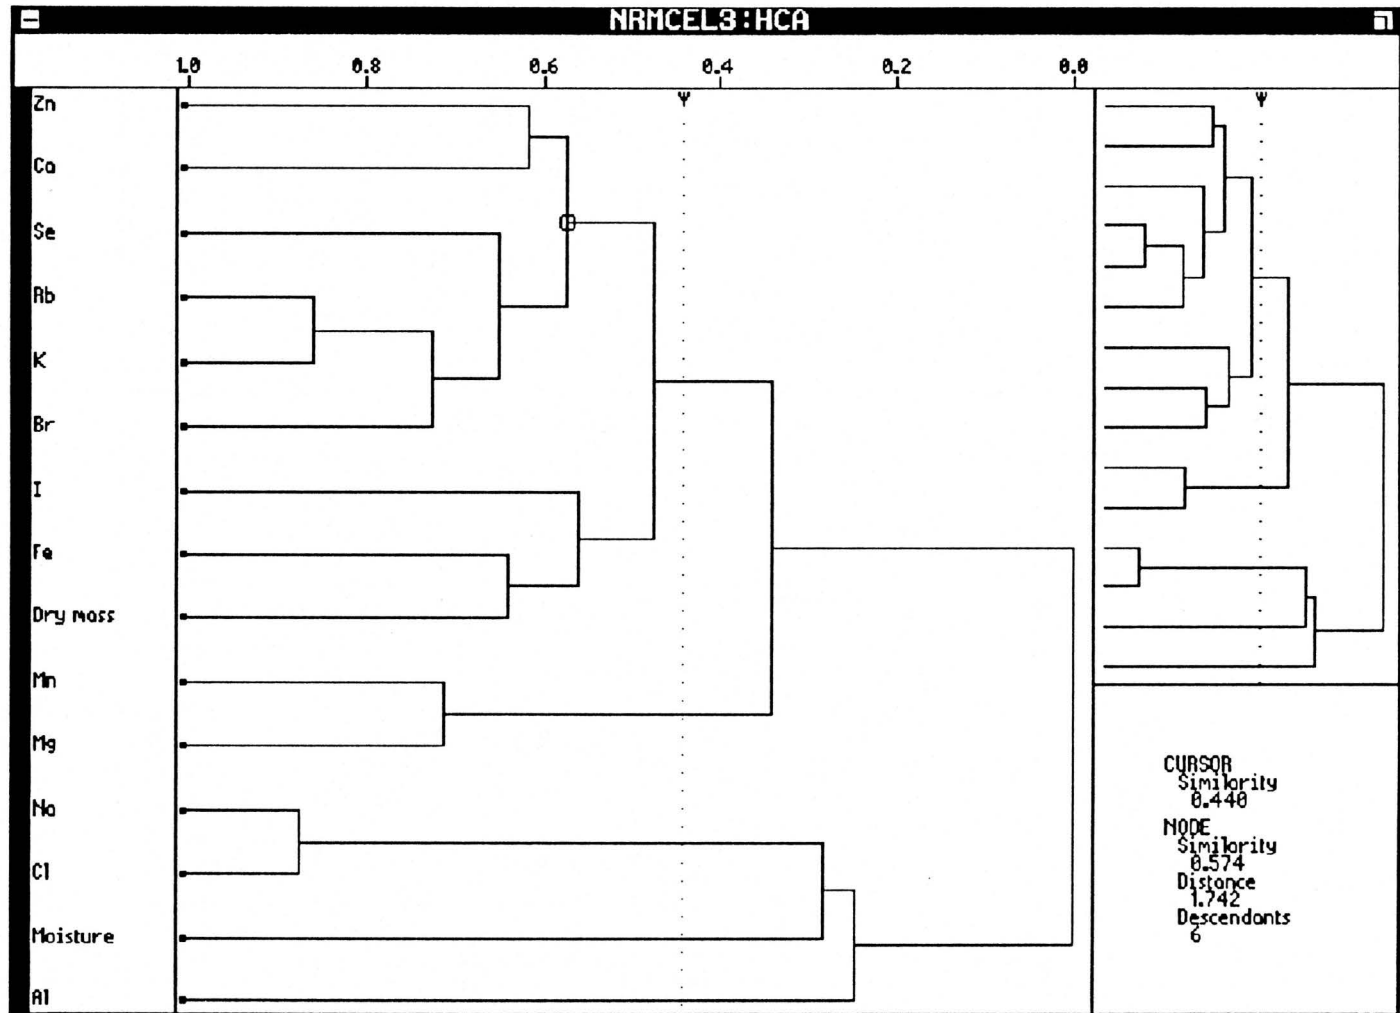 NRMCEL3:HCA
1.0 0.8 0.6 0.4 0.2 0.0
Zn
Ca
Se
Rb
K
Br
I
Fe
Dry mass
Mn
Mg
Na
Cl
Moisture
Al
CURSOR
Similarity
0.440
NODE
Similarity
0.574
Distance
1.742
Descendants
6